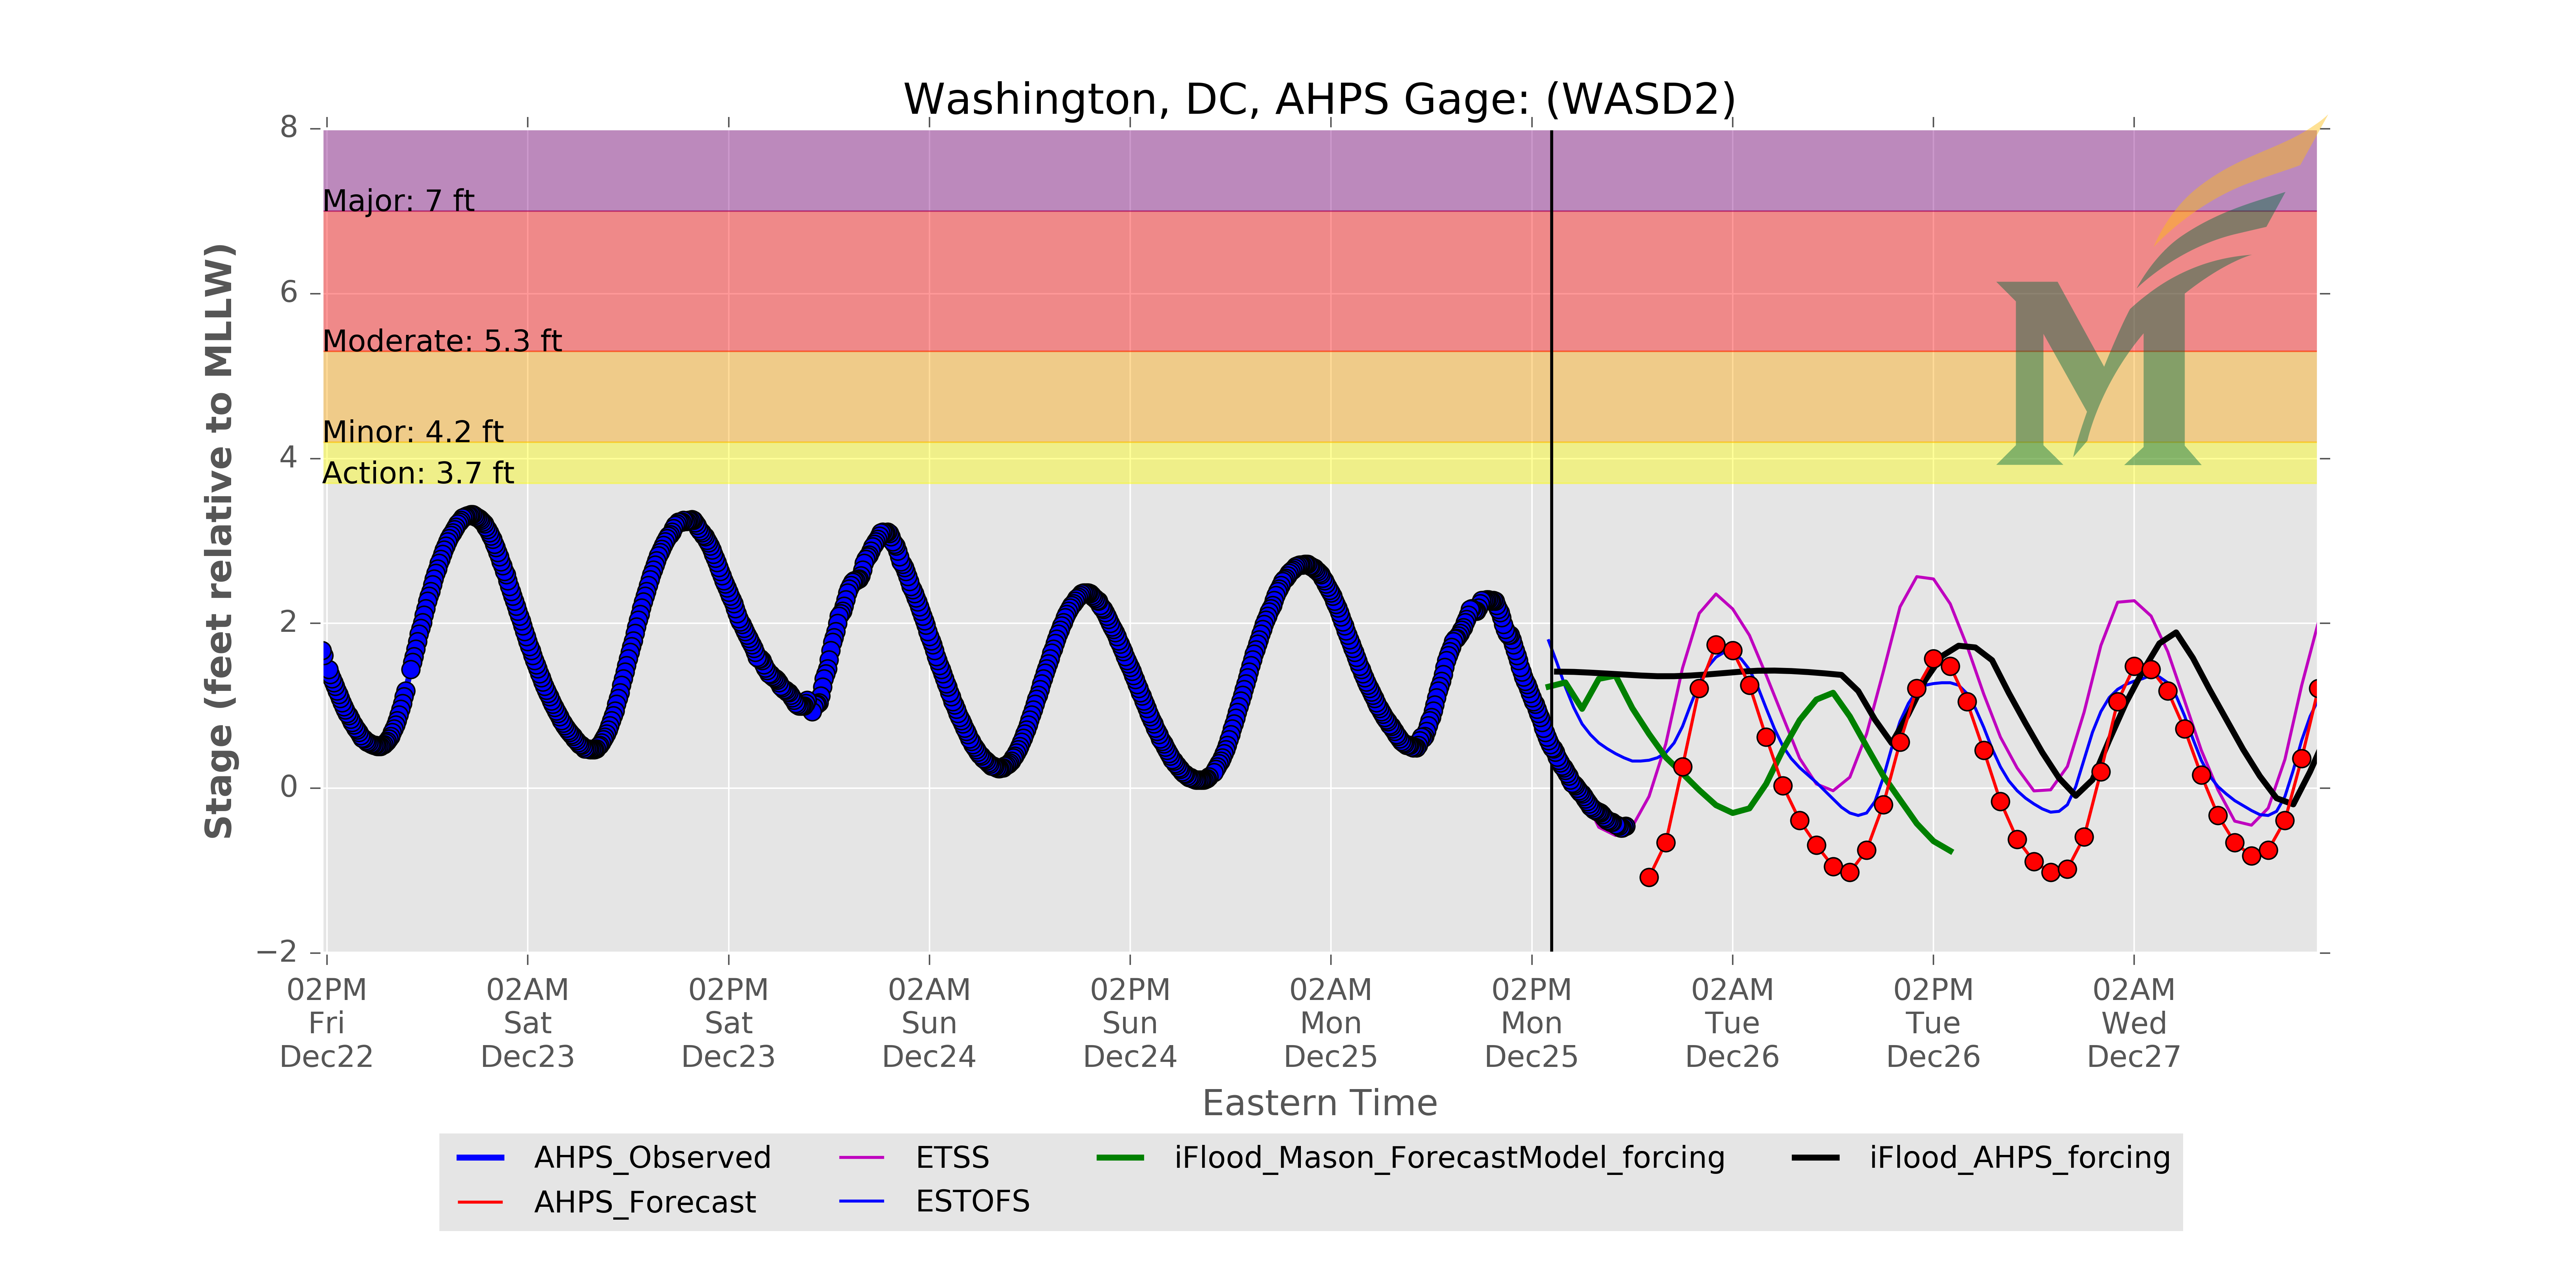 Washington, DC, AHPS Gage: (WASD2)
Stage (feet relative to MLLW)
8
6
4
2
0
−2
Major: 7 ft
Moderate: 5.3 ft
Minor: 4.2 ft
Action: 3.7 ft
M
02PM 02AM 02PM 02AM 02PM 02AM 02PM 02AM 02PM 02AM
Fri Sat Sat Sun Sun Mon Mon Tue Tue Wed
Dec22 Dec23 Dec23 Dec24 Dec24 Dec25 Dec25 Dec26 Dec26 Dec27
Eastern Time
AHPS_Observed ETSS iFlood_Mason_ForecastModel_forcing iFlood_AHPS_forcing
AHPS_Forecast ESTOFS